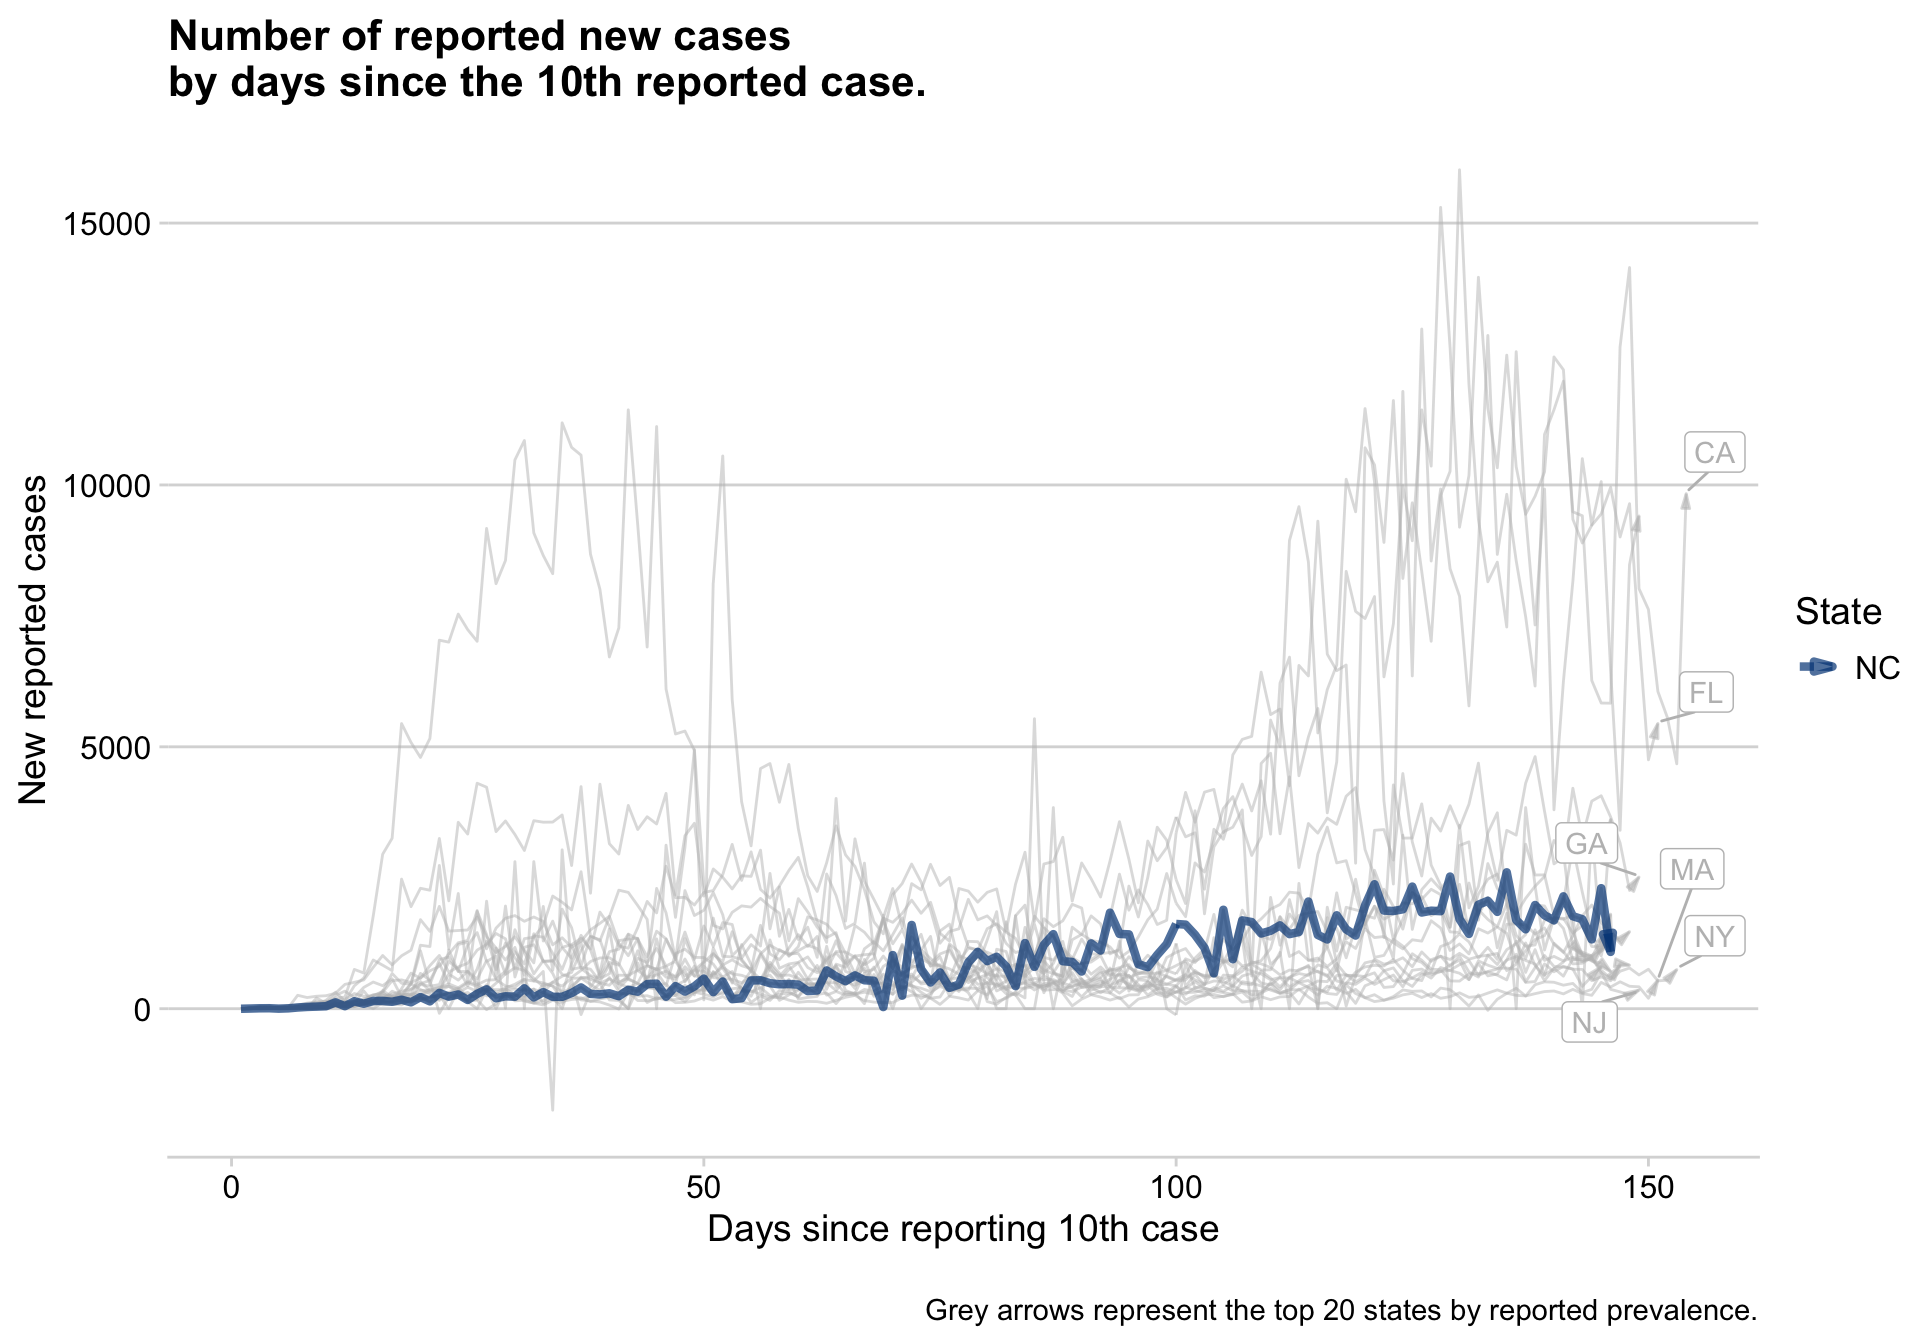 Number of reported new cases
by days since the 10th reported case.
15000
10000
5000
0
New reported cases
CA
FL
GA
MA
NY
NJ
State
NC
0
50
100
150
Days since reporting 10th case
Grey arrows represent the top 20 states by reported prevalence.